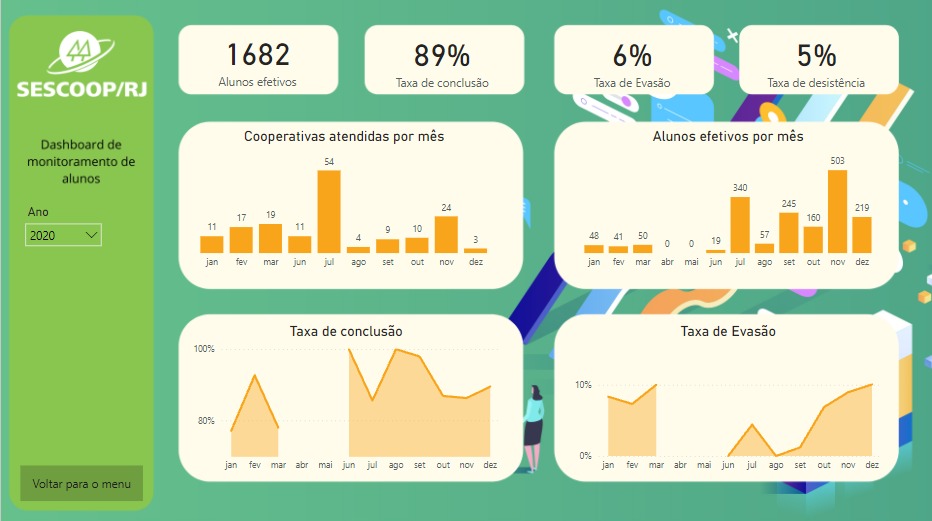 SESCOOP/RJ
Dashboard de
monitoramento de
alunos
Ano
2020
Voltar para o menu
1682
Alunos efetivos
89%
Taxa de conclusão
6%
Taxa de Evasão
5%
Taxa de desistência
Cooperativas atendidas por mês
11 17 19 11 54 4 9 10 24 3
jan fev mar jun jul ago set out nov dez
Alunos efetivos por mês
48 41 50 0 0 19 340 57 245 160 503 219
jan fev mar abr mai jun jul ago set out nov dez
Taxa de conclusão
100%
80%
jan fev mar abr mai jun jul ago set out nov dez
Taxa de Evasão
10%
0%
jan fev mar abr mai jun jul ago set out nov dez